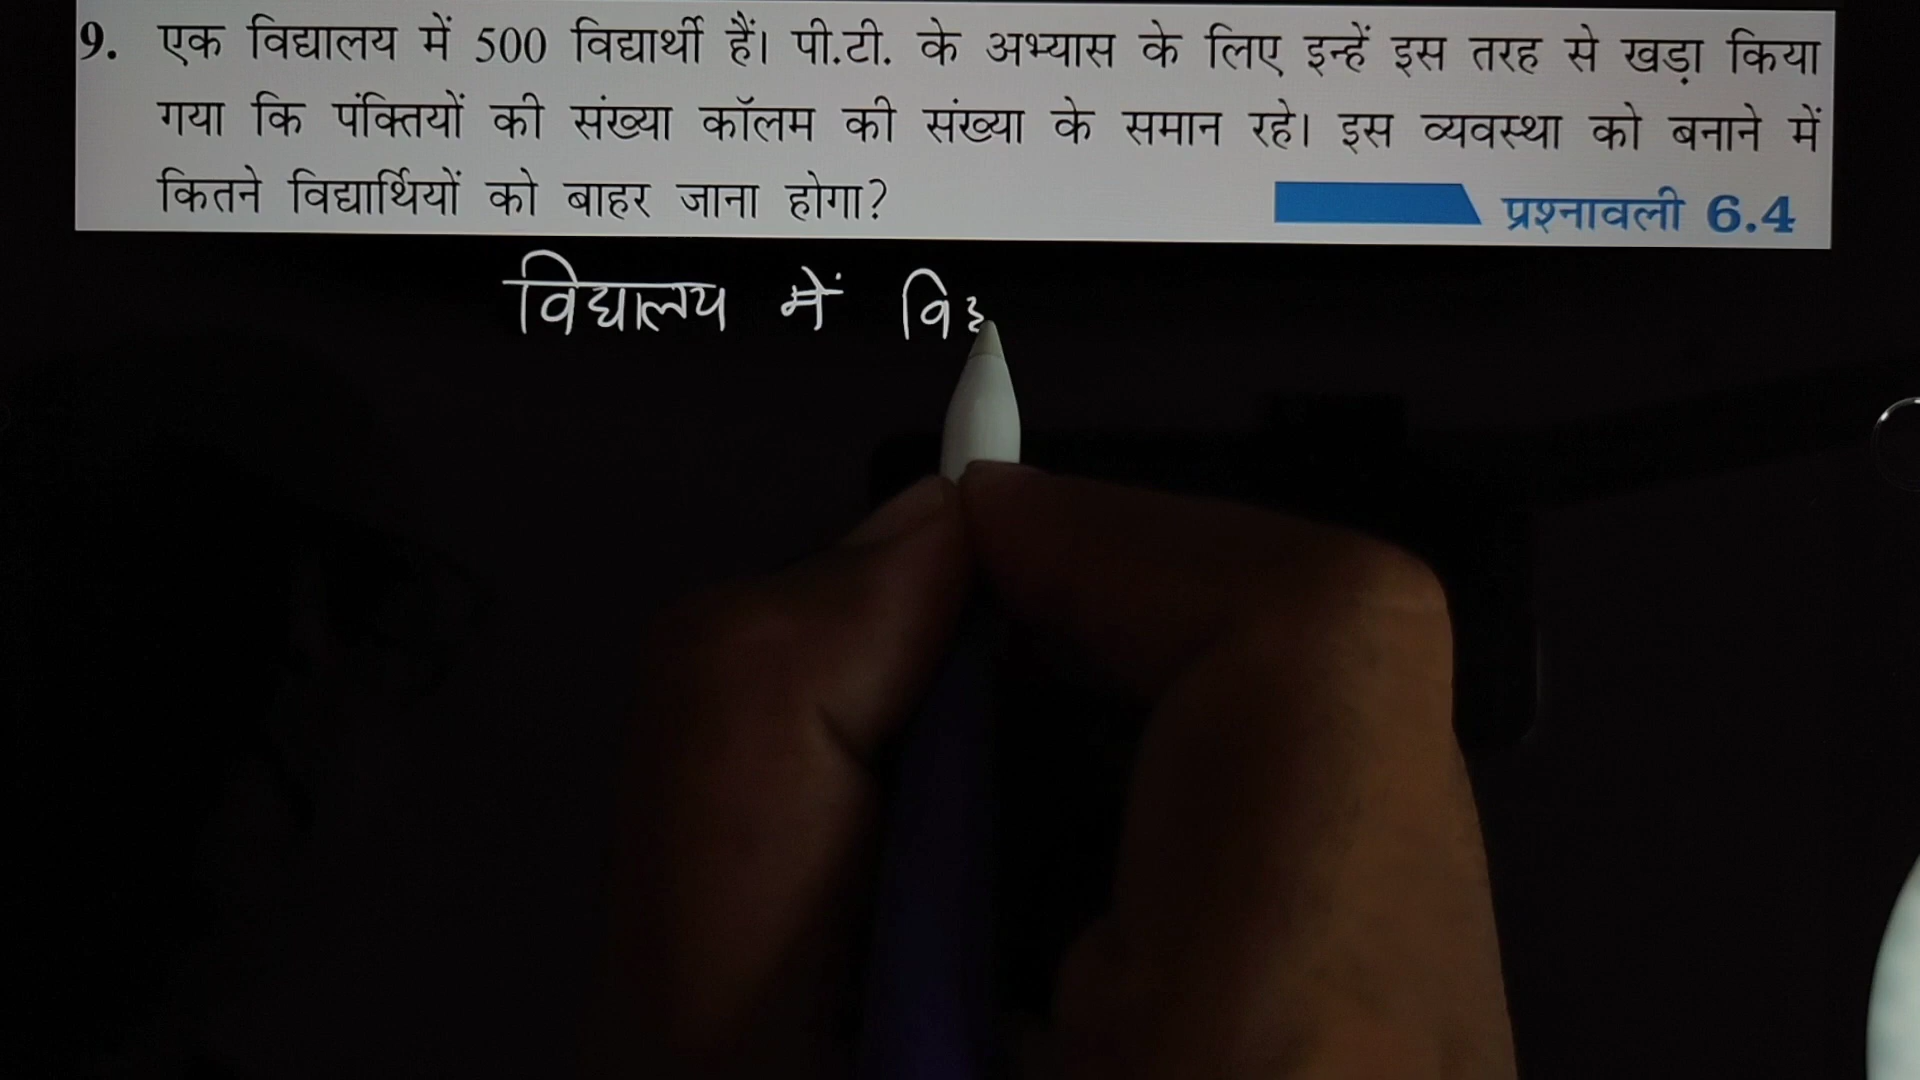 9. एक विद्यालय में 500 विद्यार्थी हैं। पी.टी. के अभ्यास के लिए इन्हें इस तरह से खड़ा किया
गया कि पंक्तियों की संख्या कॉलम की संख्या के समान रहे। इस व्यवस्था को बनाने में
कितने विद्यार्थियों को बाहर जाना होगा?
प्रश्नावली 6.4
विद्यालय में